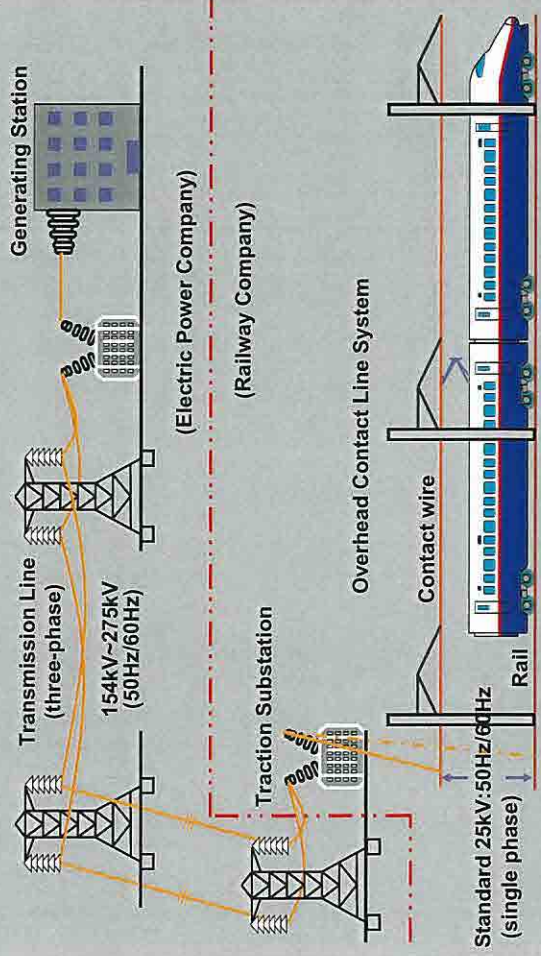 Generating Station
Transmission Line
(three-phase)
154kV~275kV
(50Hz/60Hz)
(Electric Power Company)
(Railway Company)
Traction Substation
Overhead Contact Line System
Contact wire
Rail
Standard 25kV:50Hz/60Hz
(single phase)